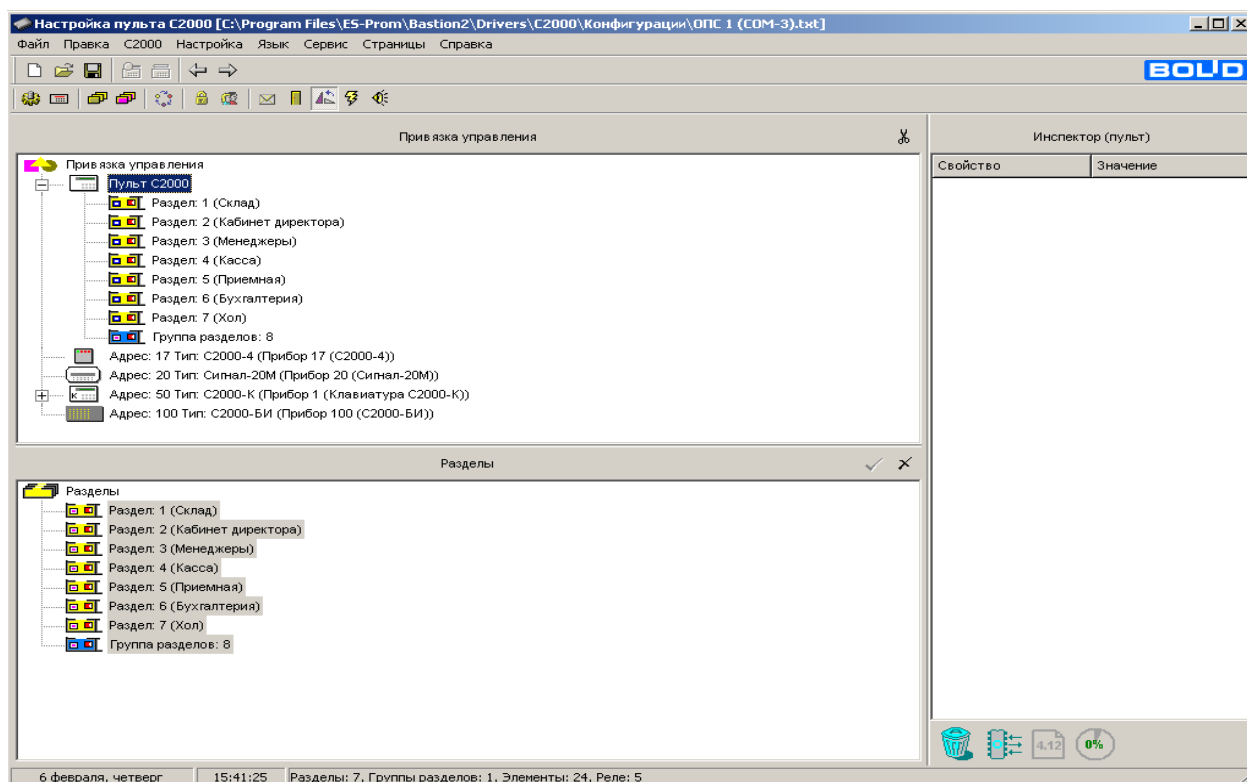 Настройка пульта С2000 [C:\Program Files\ES-Prom\Bastion2\Drivers\C2000\Конфигурации\ОПС 1 (COM-3).txt]
Файл Правка С2000 Настройка Язык Сервис Страницы Справка
BOLID
Привязка управления
Инспектор (пульт)
Свойство Значение
Привязка управления
Пульт С2000
Раздел: 1 (Склад)
Раздел: 2 (Кабинет директора)
Раздел: 3 (Менеджеры)
Раздел: 4 (Касса)
Раздел: 5 (Приемная)
Раздел: 6 (Бухгалтерия)
Раздел: 7 (Хол)
Группа разделов: 8
Адрес: 17 Тип: С2000-4 (Прибор 17 (С2000-4))
Адрес: 20 Тип: Сигнал-20М (Прибор 20 (Сигнал-20М))
Адрес: 50 Тип: С2000-К (Прибор 1 (Клавиатура С2000-К))
Адрес: 100 Тип: С2000-БИ (Прибор 100 (С2000-БИ))
Разделы
Разделы
Раздел: 1 (Склад)
Раздел: 2 (Кабинет директора)
Раздел: 3 (Менеджеры)
Раздел: 4 (Касса)
Раздел: 5 (Приемная)
Раздел: 6 (Бухгалтерия)
Раздел: 7 (Хол)
Группа разделов: 8
4.12 0%
6 февраля, четверг 15:41:25 Разделы: 7, Группы разделов: 1, Элементы: 24, Реле: 5